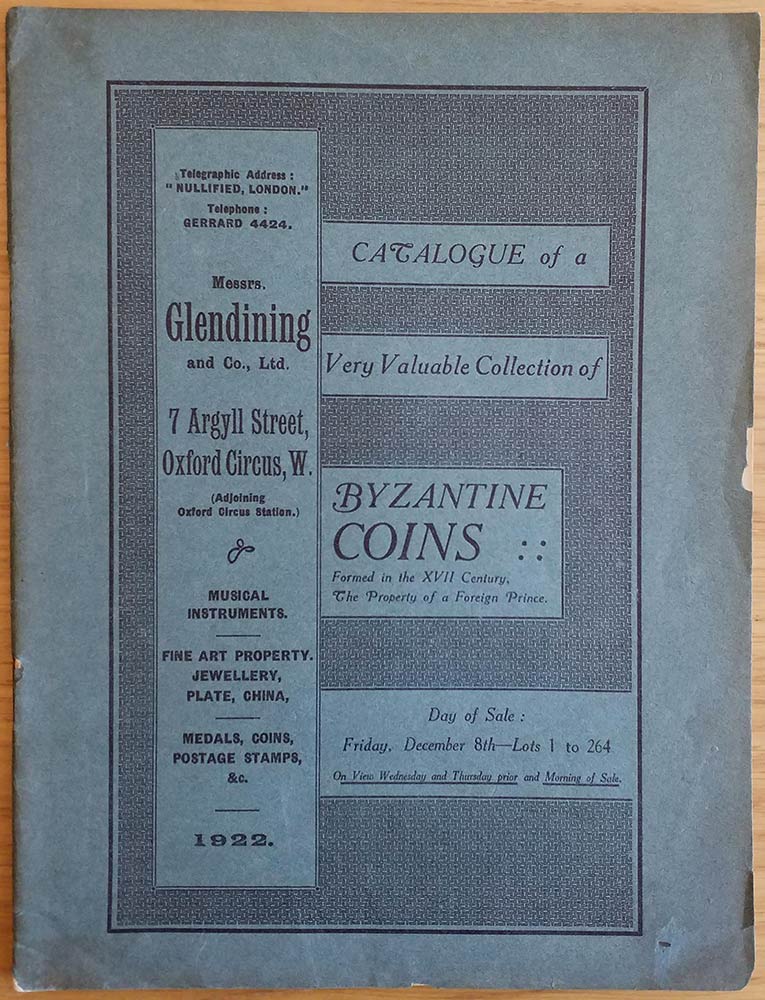 Telegraphic Address :
"NULLIFIED, LONDON."
Telephone :
GERRARD 4424.
Messrs.
Glendining
and Co., Ltd.
7 Argyll Street,
Oxford Circus, W.
(Adjoining
Oxford Circus Station.)
MUSICAL
INSTRUMENTS.
FINE ART PROPERTY.
JEWELLERY,
PLATE, CHINA,
MEDALS, COINS,
POSTAGE STAMPS,
&c.
1922.
CATALOGUE of a
Very Valuable Collection of
BYZANTINE
COINS ::
Formed in the XVII Century,
The Property of a Foreign Prince.
Day of Sale :
Friday, December 8th—Lots 1 to 264
On View Wednesday and Thursday prior and Morning of Sale.